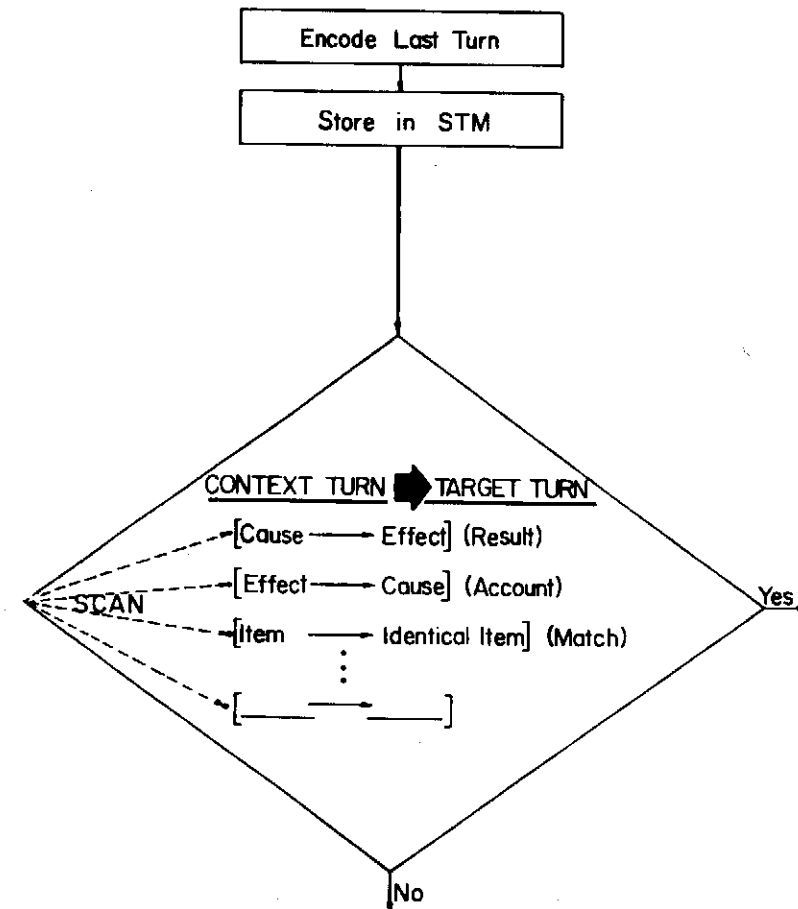 Encode Last Turn
Store in STM
CONTEXT TURN TARGET TURN
[Cause Effect] (Result)
[Effect Cause] (Account)
SCAN
Yes
[Item Identical Item] (Match)
[ ]
No